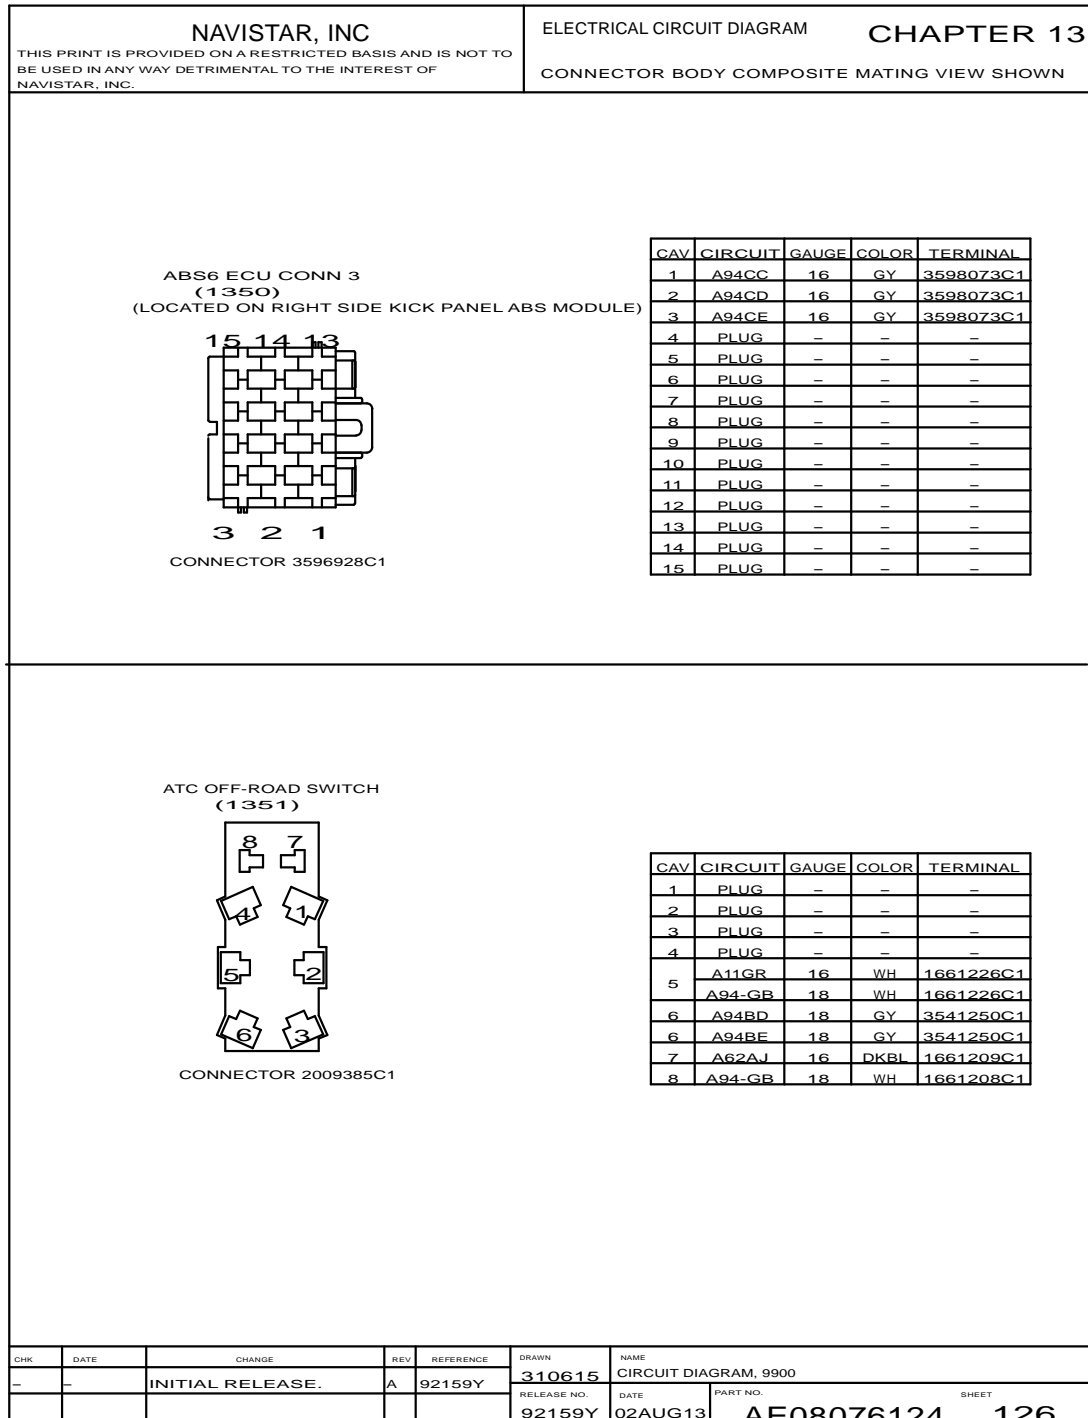 NAVISTAR, INC
THIS PRINT IS PROVIDED ON A RESTRICTED BASIS AND IS NOT TO
BE USED IN ANY WAY DETRIMENTAL TO THE INTEREST OF
NAVISTAR, INC.
ELECTRICAL CIRCUIT DIAGRAM CHAPTER 13
CONNECTOR BODY COMPOSITE MATING VIEW SHOWN
ABS6 ECU CONN 3
(1350)
(LOCATED ON RIGHT SIDE KICK PANEL ABS MODULE)
15 14 13
3 2 1
CONNECTOR 3596928C1
CAV CIRCUIT GAUGE COLOR TERMINAL
1 A94CC 16 GY 3598073C1
2 A94CD 16 GY 3598073C1
3 A94CE 16 GY 3598073C1
4 PLUG – – –
5 PLUG – – –
6 PLUG – – –
7 PLUG – – –
8 PLUG – – –
9 PLUG – – –
10 PLUG – – –
11 PLUG – – –
12 PLUG – – –
13 PLUG – – –
14 PLUG – – –
15 PLUG – – –
ATC OFF-ROAD SWITCH
(1351)
8 7
4 1
5 2
6 3
CONNECTOR 2009385C1
CAV CIRCUIT GAUGE COLOR TERMINAL
1 PLUG – – –
2 PLUG – – –
3 PLUG – – –
4 PLUG – – –
5 A11GR 16 WH 1661226C1
A94-GB 18 WH 1661226C1
6 A94BD 18 GY 3541250C1
6 A94BE 18 GY 3541250C1
7 A62AJ 16 DKBL 1661209C1
8 A94-GB 18 WH 1661208C1
CHK DATE CHANGE REV REFERENCE
– – INITIAL RELEASE. A 92159Y
DRAWN
310615
NAME
CIRCUIT DIAGRAM, 9900
RELEASE NO.
92159Y
DATE
02AUG13
PART NO.
AE08076124
SHEET
126